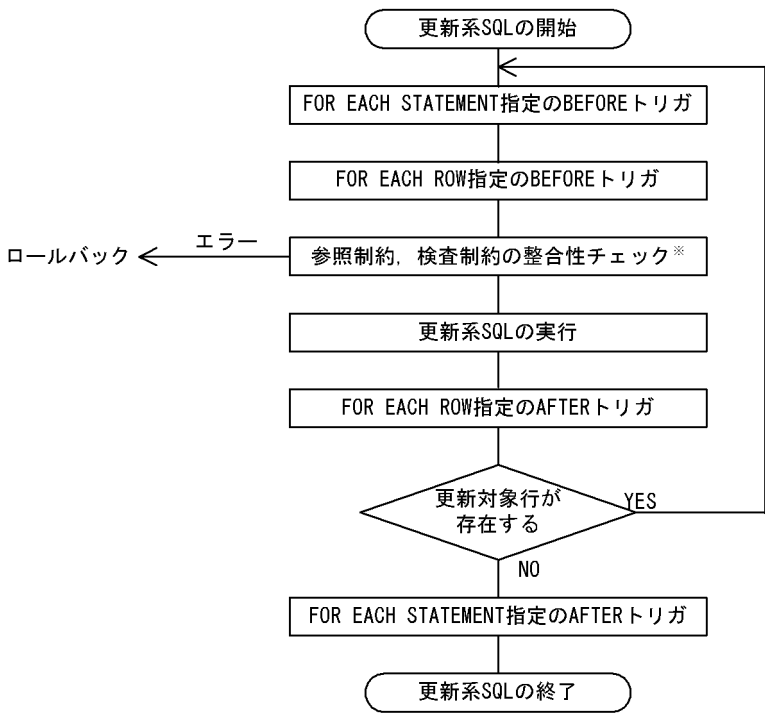 更新系SQLの開始
FOR EACH STATEMENT指定のBEFOREトリガ
FOR EACH ROW指定のBEFOREトリガ
エラー
ロールバック
参照制約，検査制約の整合性チェック※
更新系SQLの実行
FOR EACH ROW指定のAFTERトリガ
更新対象行が
存在する
YES
NO
FOR EACH STATEMENT指定のAFTERトリガ
更新系SQLの終了